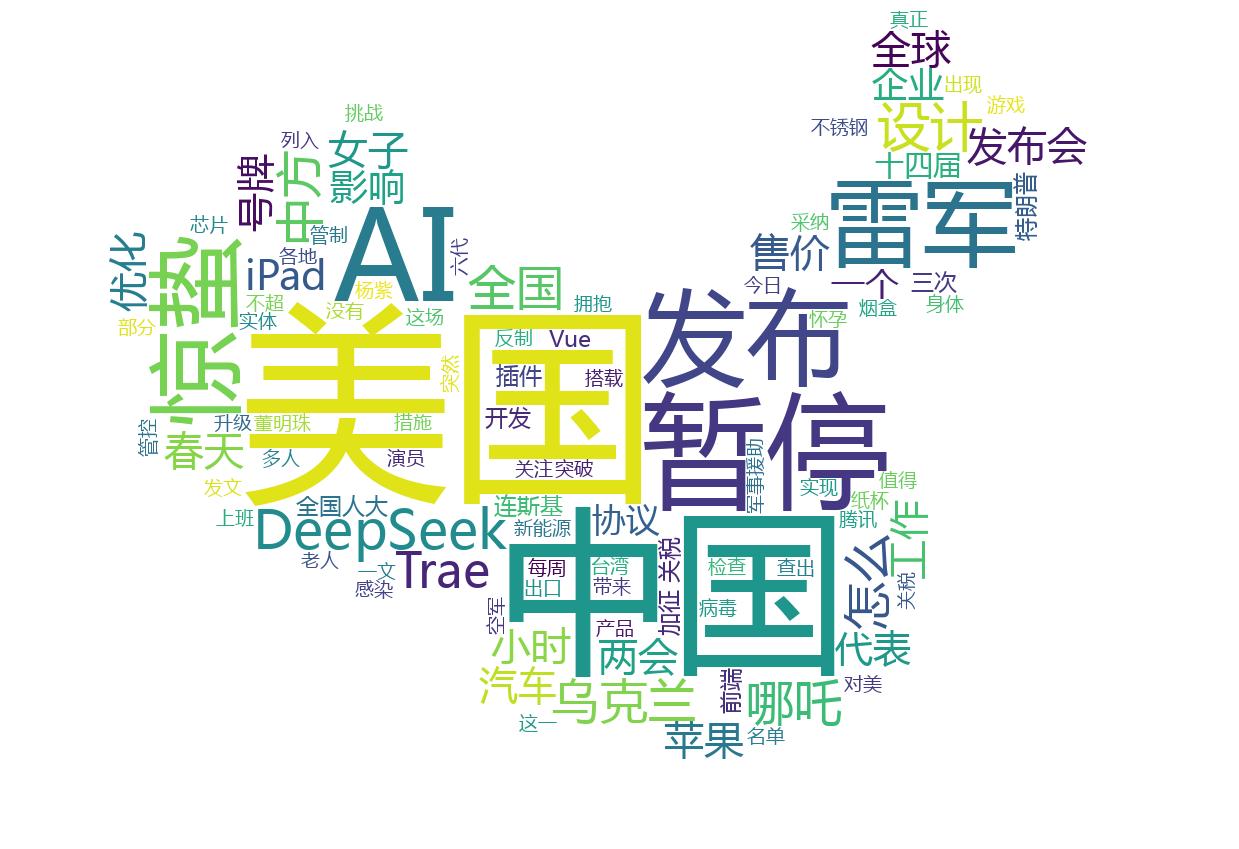 真正
全球
企业
出现
游戏
设计
不锈钢
发布会
挑战
列入
女子
十四届
中方
号牌
影响
雷军
特朗普
AI
芯片
管制
采纳
优化
惊蛰
各地
六代
售价
iPad
全国
今日
一个
三次
杨紫
不超
没有
这场
拥抱
怀孕
烟盒
身体
部分
实体
美国
发布
反制
Vue
突然
插件
搭载
暂停
升级
董明珠
措施
开发
管控
春天
多人
演员
关注
突破
军事援助
发文
实现
值得
全国人大
连斯基
纸杯
上班
DeepSeek
新能源
协议
中国
腾讯
工作
老人
Trae
一文
感染
每周
台湾
加征
关税
检查
查出
怎么
关税
出口
带来
空军
病毒
产品
小时
两会
代表
汽车
乌克兰
前端
哪吒
对美
这一
苹果
名单